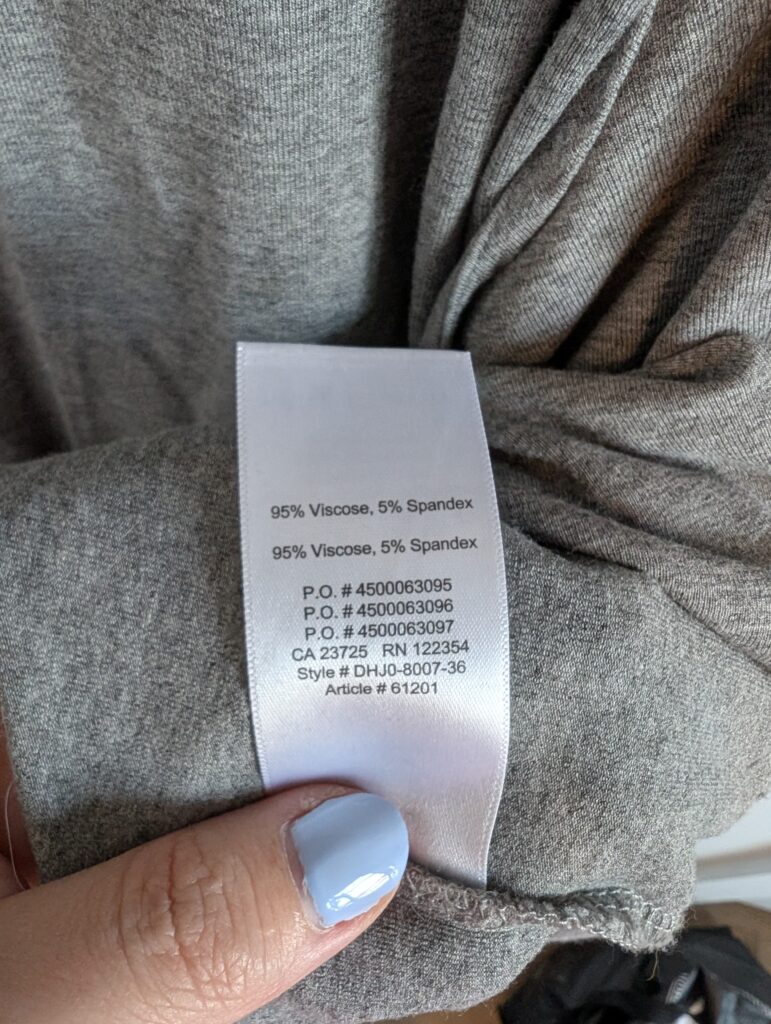 95% Viscose, 5% Spandex
95% Viscose, 5% Spandex
P.O. # 4500063095
P.O. # 4500063096
P.O. # 4500063097
CA 23725 RN 122354
Style # DHJ0-8007-36
Article # 61201